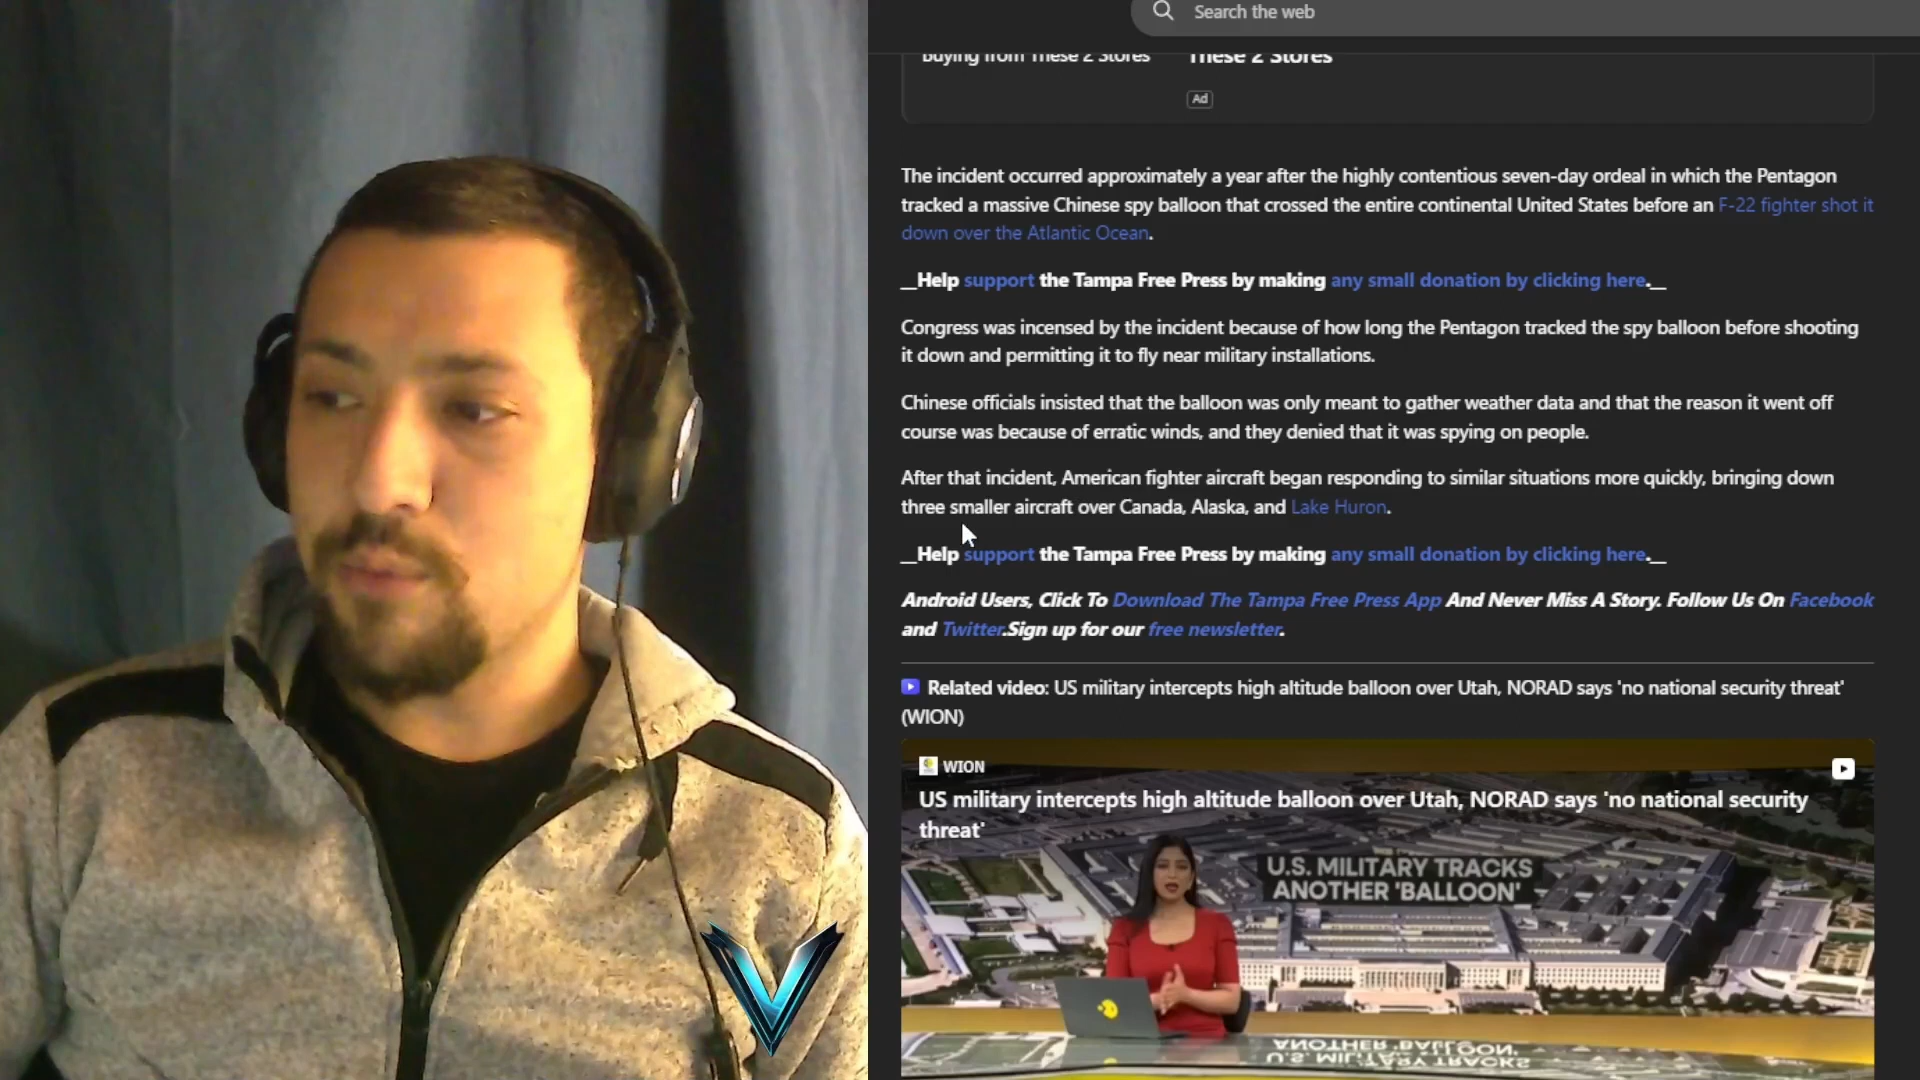 Search the web
Buying from These 2 Stores
These 2 Stores
Ad
The incident occurred approximately a year after the highly contentious seven-day ordeal in which the Pentagon
tracked a massive Chinese spy balloon that crossed the entire continental United States before an F-22 fighter shot it
down over the Atlantic Ocean.
__Help support the Tampa Free Press by making any small donation by clicking here.__
Congress was incensed by the incident because of how long the Pentagon tracked the spy balloon before shooting
it down and permitting it to fly near military installations.
Chinese officials insisted that the balloon was only meant to gather weather data and that the reason it went off
course was because of erratic winds, and they denied that it was spying on people.
After that incident, American fighter aircraft began responding to similar situations more quickly, bringing down
three smaller aircraft over Canada, Alaska, and Lake Huron.
__Help support the Tampa Free Press by making any small donation by clicking here.__
Android Users, Click To Download The Tampa Free Press App And Never Miss A Story. Follow Us On Facebook
and Twitter.Sign up for our free newsletter.
Related video: US military intercepts high altitude balloon over Utah, NORAD says 'no national security threat'
(WION)
WION
US military intercepts high altitude balloon over Utah, NORAD says 'no national security
threat'
U.S. MILITARY TRACKS
ANOTHER 'BALLOON'
ANOTHER 'BALLOON'
U.S. MILITARY TRACKS
V